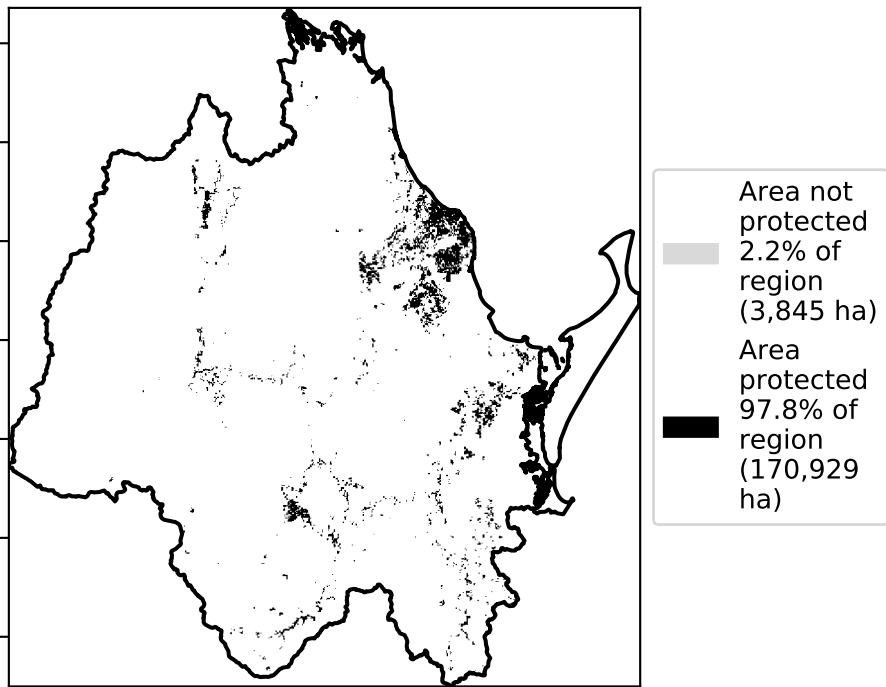 Area not
protected
2.2% of
region
(3,845 ha)
Area
protected
97.8% of
region
(170,929
ha)